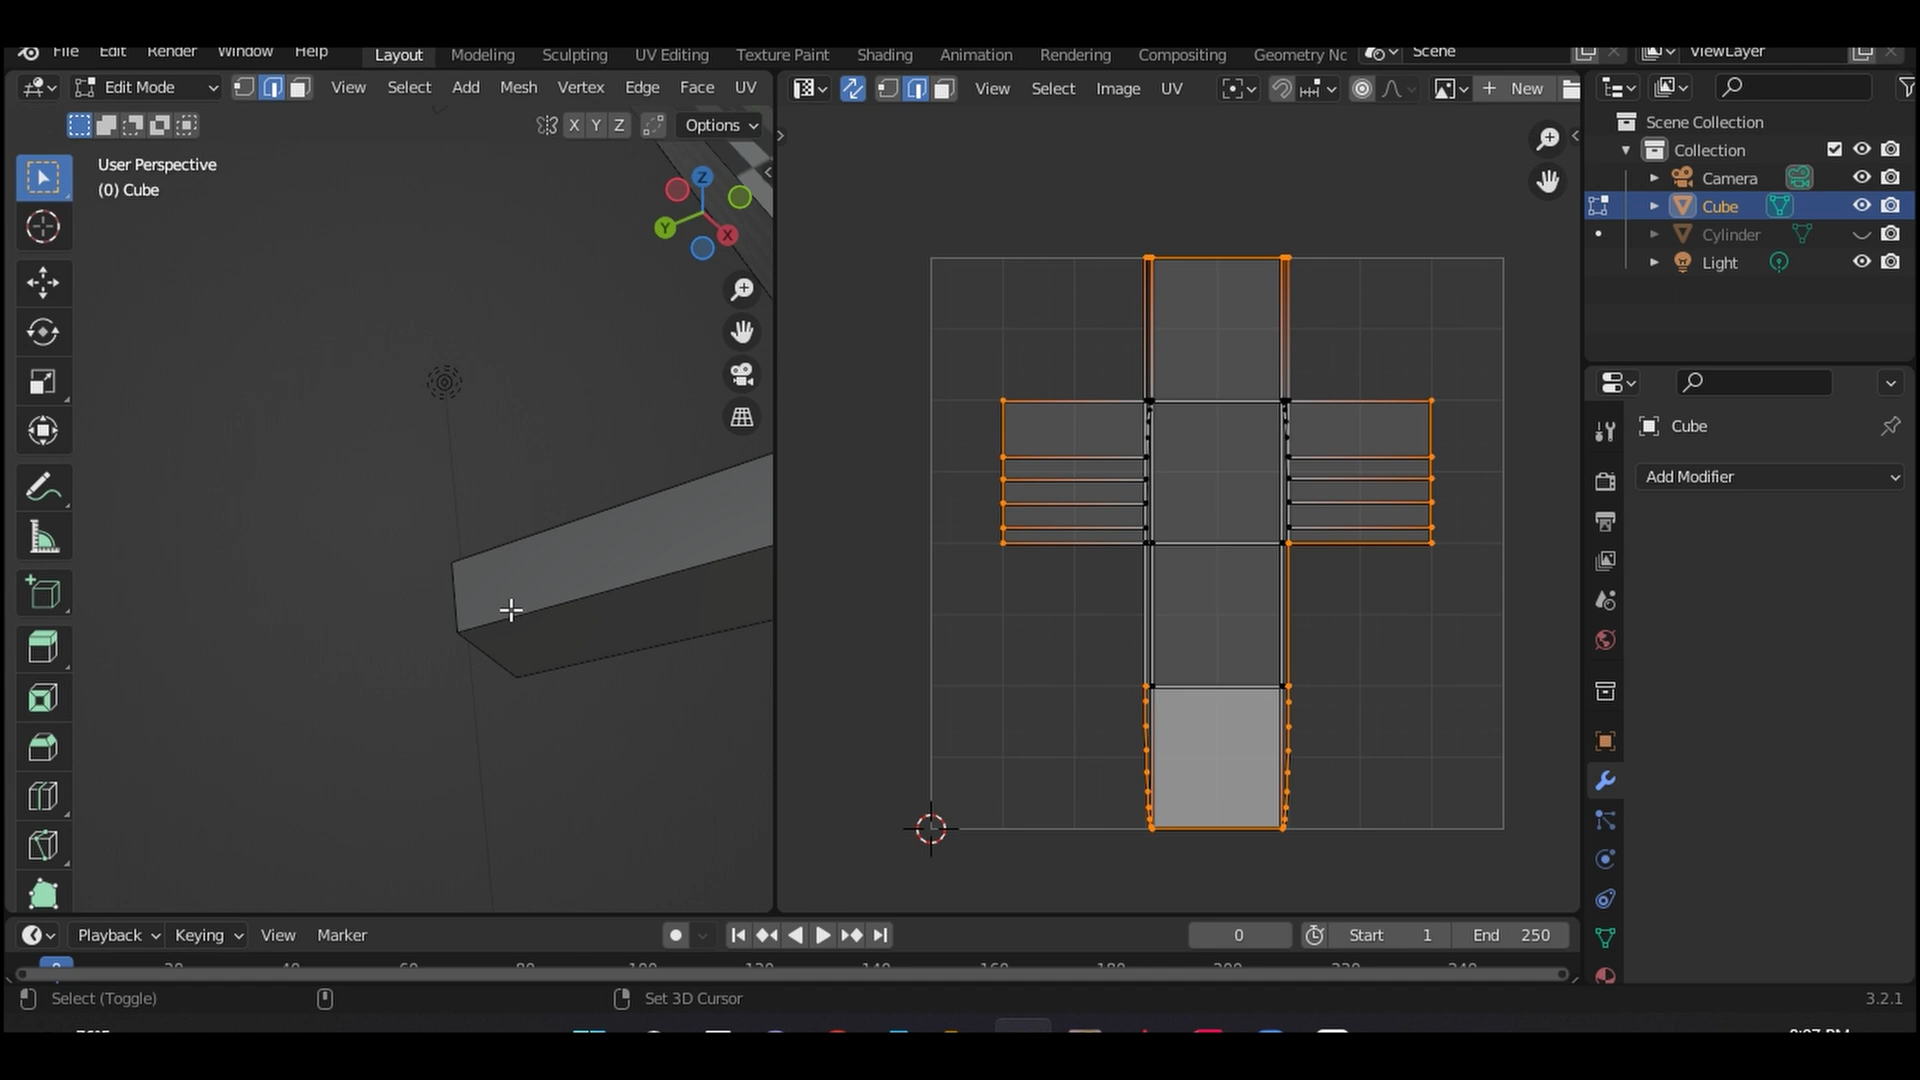 File Edit Render Window Help Layout Modeling Sculpting UV Editing Texture Paint Shading Animation Rendering Compositing Geometry Nc Scene ViewLayer
Edit Mode View Select Add Mesh Vertex Edge Face UV
View Select Image UV New
X Y Z Options
User Perspective
(0) Cube
Z
Y
X
Scene Collection
Collection
Camera
Cube
Cylinder
Light
Cube
Add Modifier
Playback Keying View Marker 0 Start 1 End 250
Select (Toggle) Set 3D Cursor 3.2.1